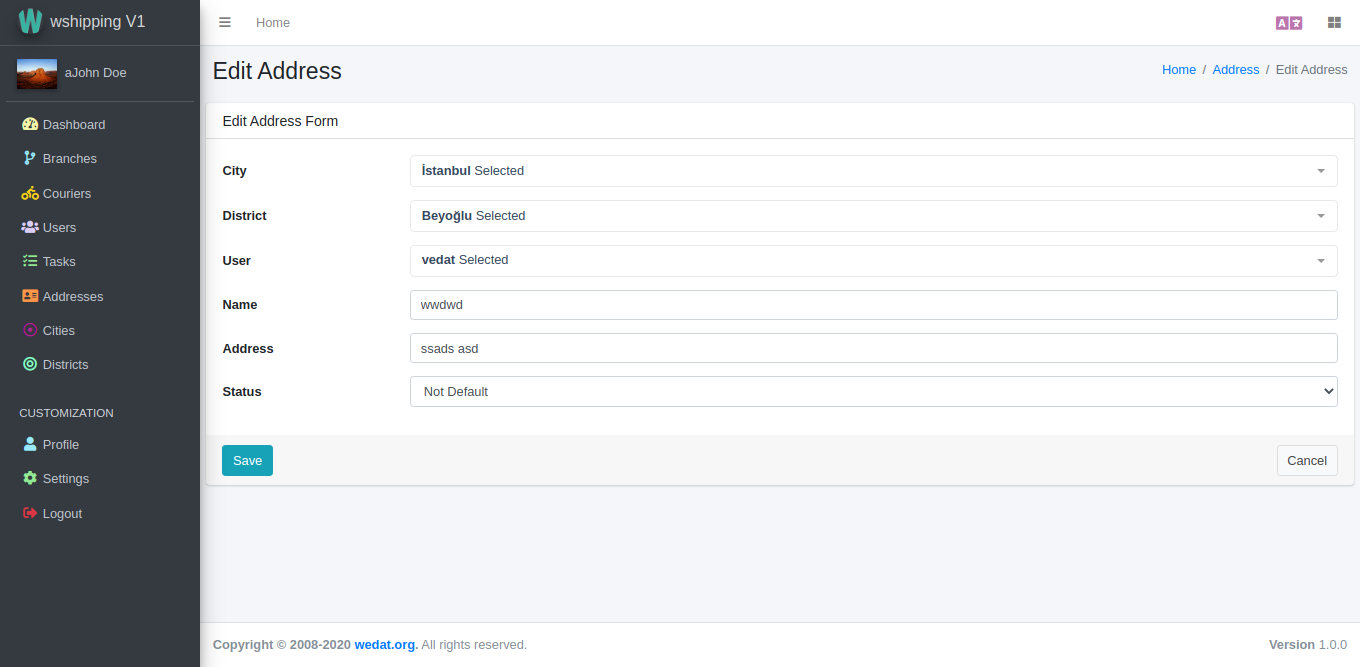 wshipping V1
Home
A
aJohn Doe
Edit Address
Home / Address / Edit Address
Dashboard
Branches
Couriers
Users
Tasks
Addresses
Cities
Districts
CUSTOMIZATION
Profile
Settings
Logout
Edit Address Form
City
İstanbul Selected
District
Beyoğlu Selected
User
vedat Selected
Name
wwdwd
Address
ssads asd
Status
Not Default
Save
Cancel
Copyright © 2008-2020 wedat.org. All rights reserved.
Version 1.0.0